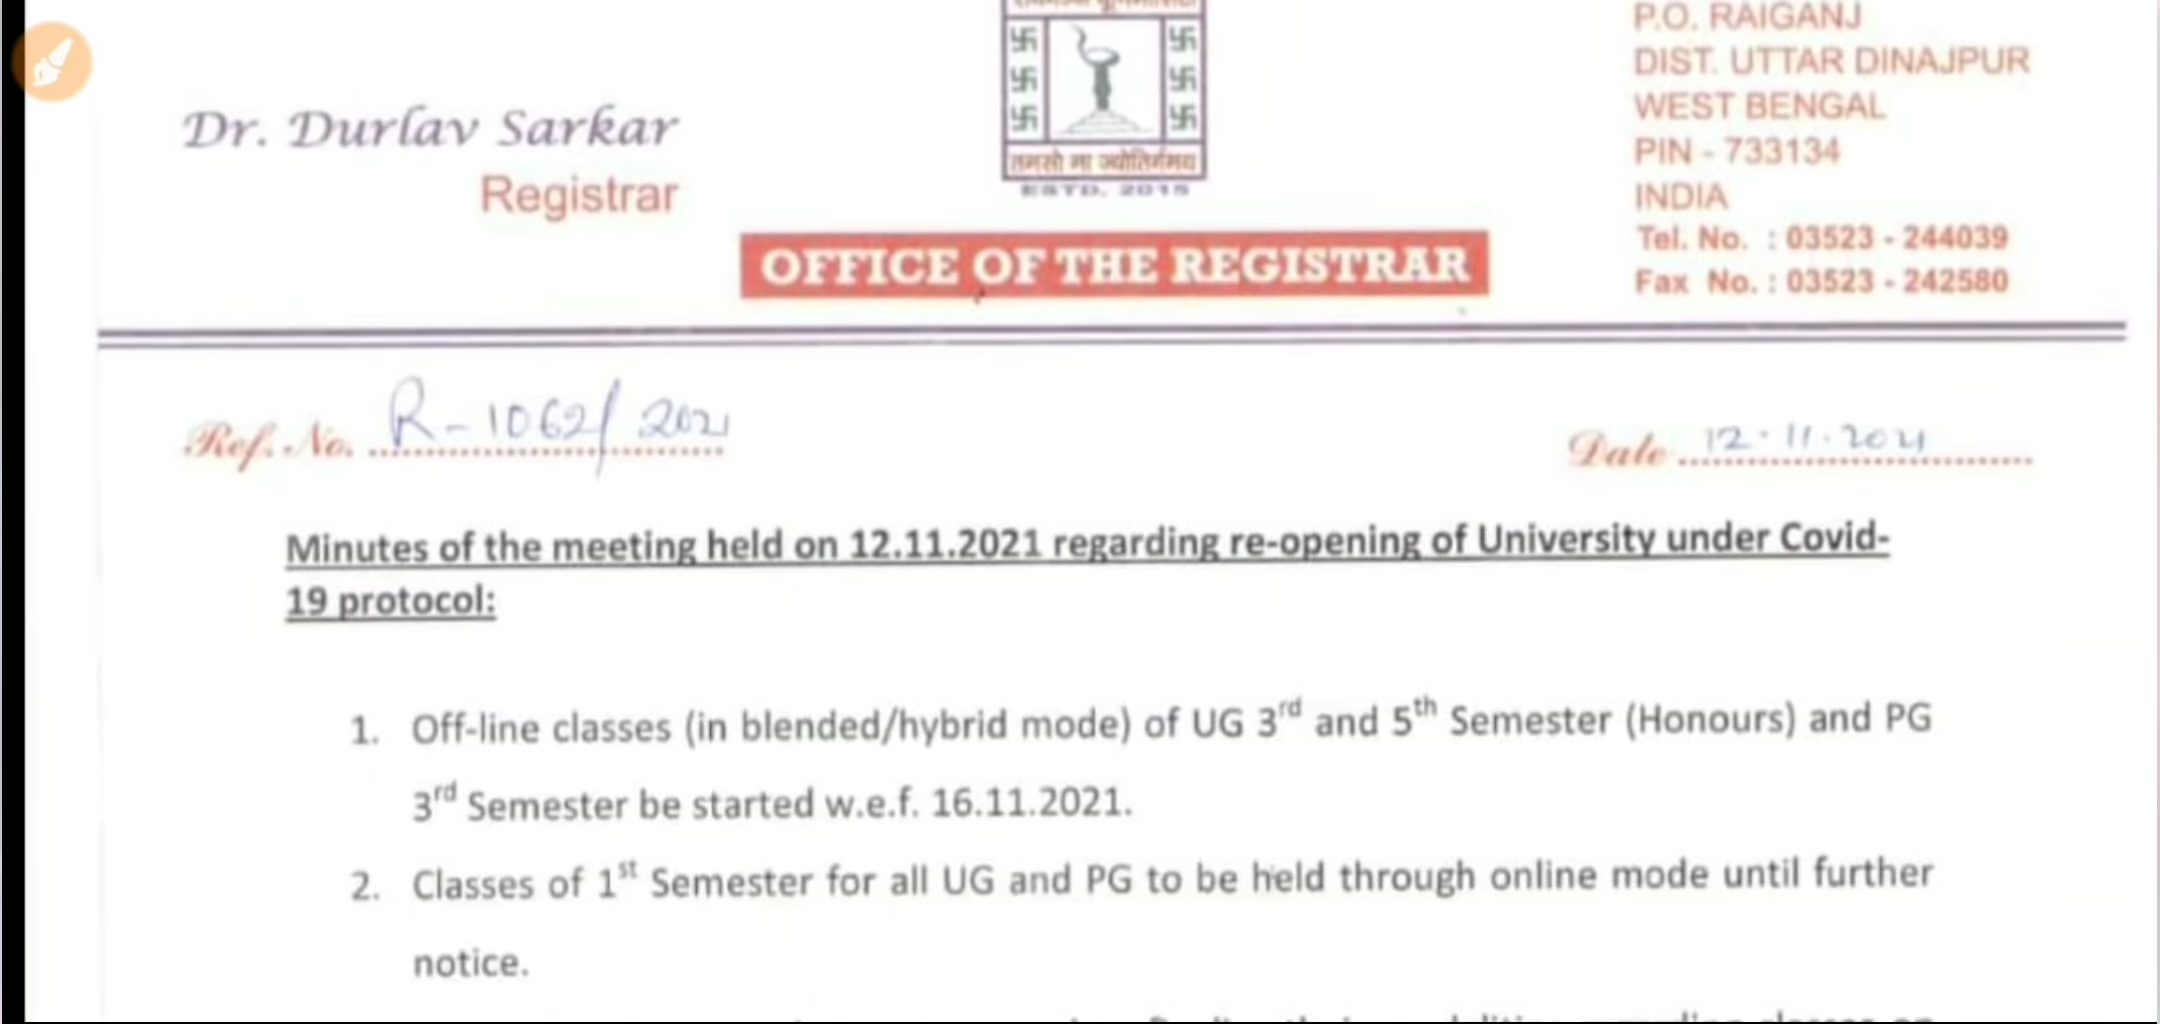 P.O. RAIGANJ
DIST. UTTAR DINAJPUR
WEST BENGAL
PIN - 733134
INDIA
Tel. No. : 03523 - 244039
Fax No. : 03523 - 242580
Dr. Durlav Sarkar
Registrar
तमसो मा ज्योतिर्गमय
ESTD. 2015
OFFICE OF THE REGISTRAR
Ref. No. R-1062/2021
Date 12.11.2021
Minutes of the meeting held on 12.11.2021 regarding re-opening of University under Covid-
19 protocol:
1. Off-line classes (in blended/hybrid mode) of UG 3rd and 5th Semester (Honours) and PG
3rd Semester be started w.e.f. 16.11.2021.
2. Classes of 1st Semester for all UG and PG to be held through online mode until further
notice.